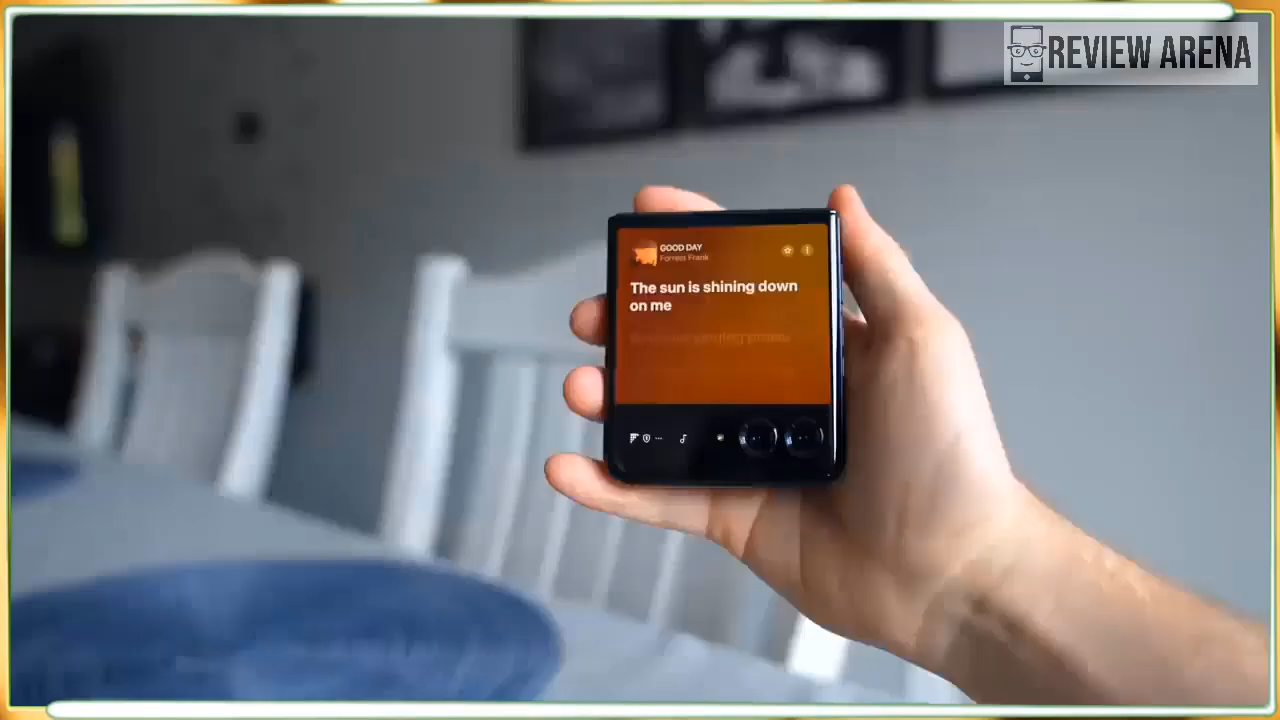 REVIEW ARENA
GOOD DAY
Forrest Frank
The sun is shining down
on me